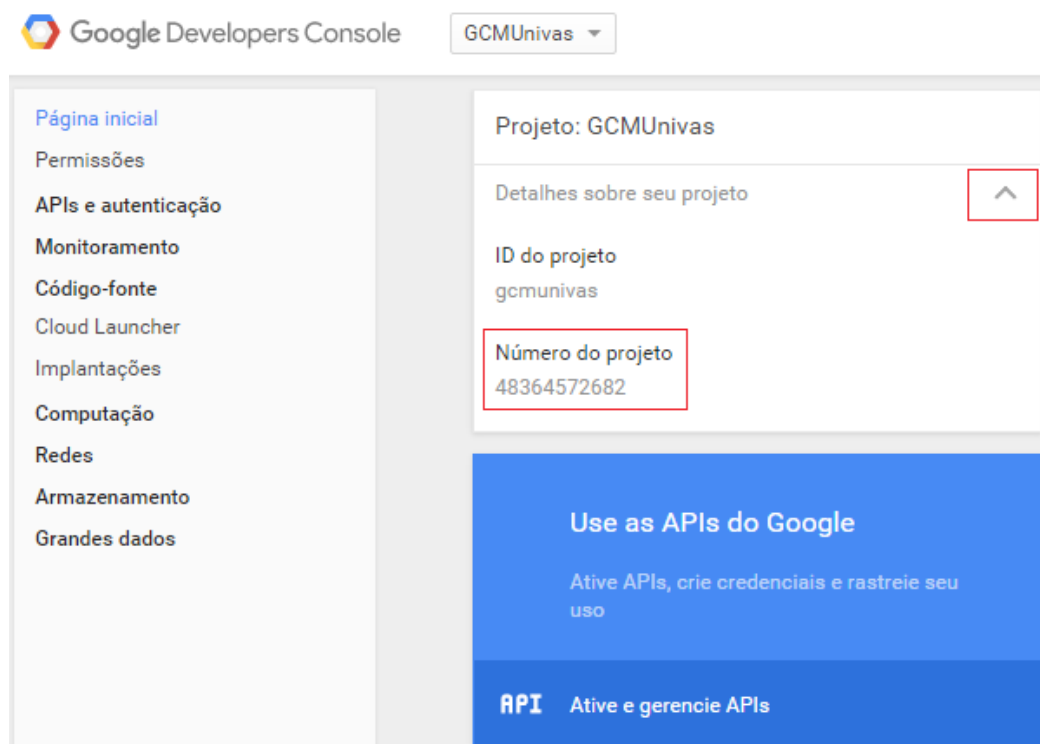 Google Developers Console
GCMUnivas
Página inicial
Permissões
APIs e autenticação
Monitoramento
Código-fonte
Cloud Launcher
Implantações
Computação
Redes
Armazenamento
Grandes dados
Projeto: GCMUnivas
Detalhes sobre seu projeto
ID do projeto
gcmunivas
Número do projeto
48364572682
Use as APIs do Google
Ative APIs, crie credenciais e rastreie seu
uso
API Ative e gerencie APIs